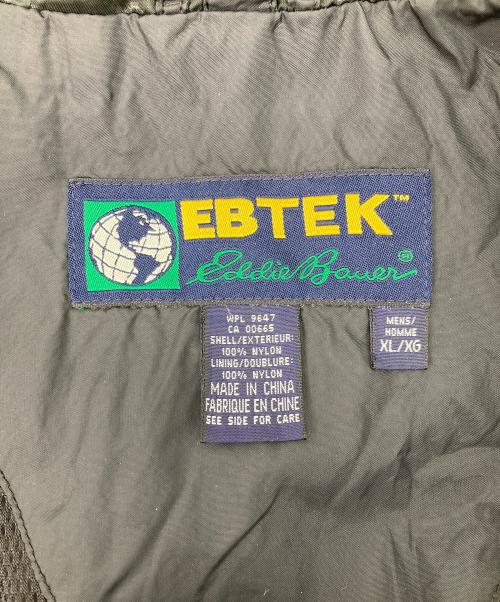 EBTEK™
Eddie Bauer®
WPL 9647
CA 00665
SHELL/EXTERIEUR:
100% NYLON
LINING/DOUBLURE:
100% NYLON
MADE IN CHINA
FABRIQUE EN CHINE
SEE SIDE FOR CARE
MENS/
HOMME
XL/XG